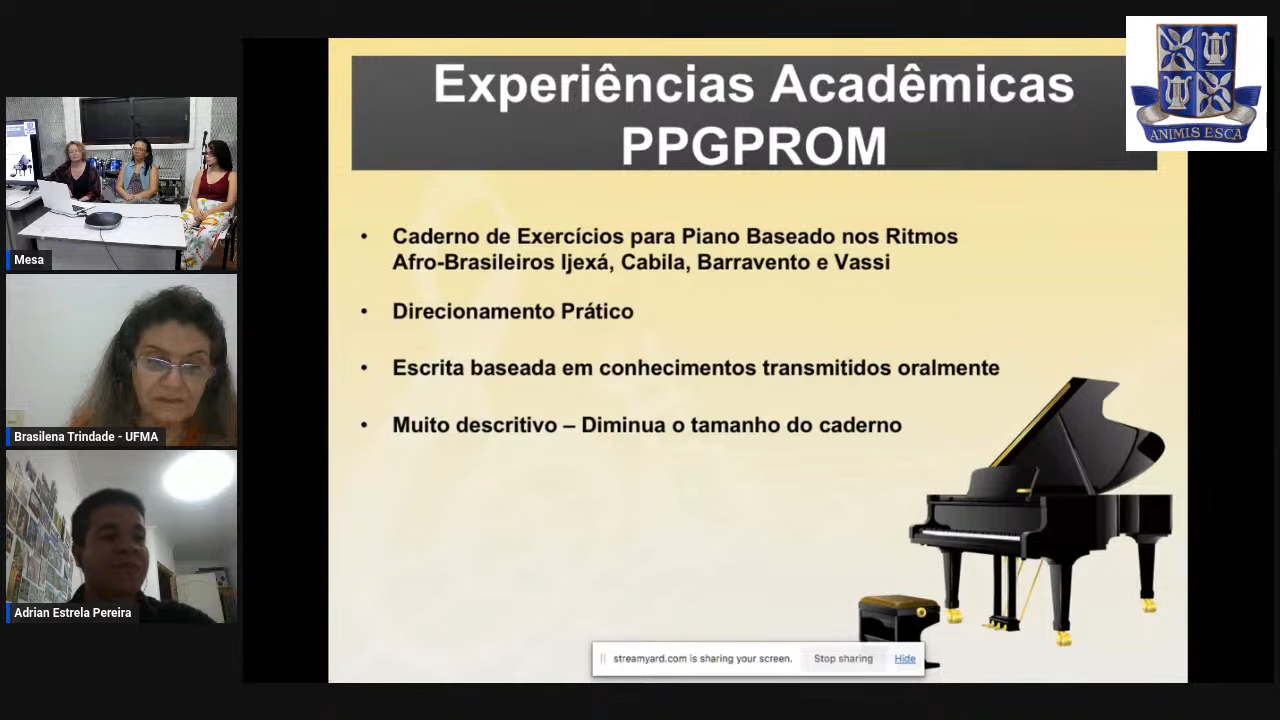 Experiências Acadêmicas
PPGPROM
ANIMIS ESCA
• Caderno de Exercícios para Piano Baseado nos Ritmos
Afro-Brasileiros Ijexá, Cabila, Barravento e Vassi
• Direcionamento Prático
• Escrita baseada em conhecimentos transmitidos oralmente
• Muito descritivo – Diminua o tamanho do caderno
streamyard.com is sharing your screen. Stop sharing Hide
Mesa
Brasilena Trindade - UFMA
Adrian Estrela Pereira